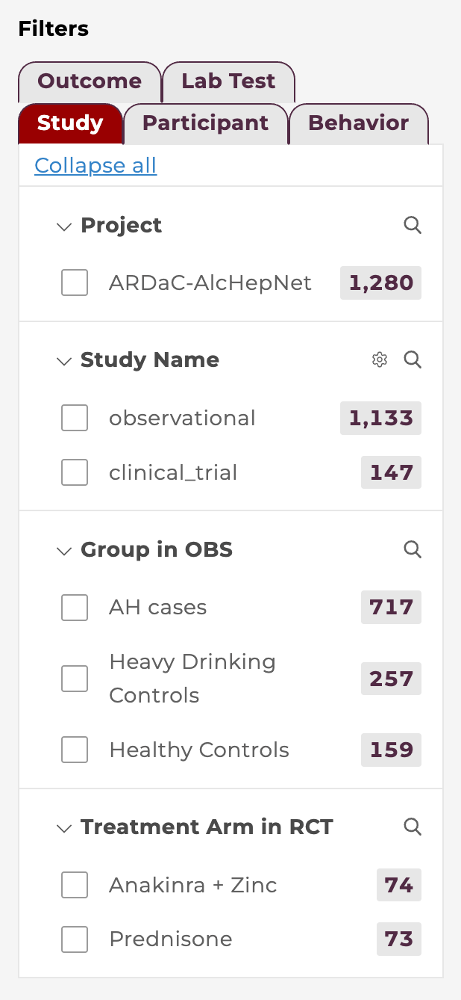 Filters
Outcome
Lab Test
Study
Participant
Behavior
Collapse all
Project
ARDaC-AlcHepNet 1,280
Study Name
observational 1,133
clinical_trial 147
Group in OBS
AH cases 717
Heavy Drinking
Controls 257
Healthy Controls 159
Treatment Arm in RCT
Anakinra + Zinc 74
Prednisone 73